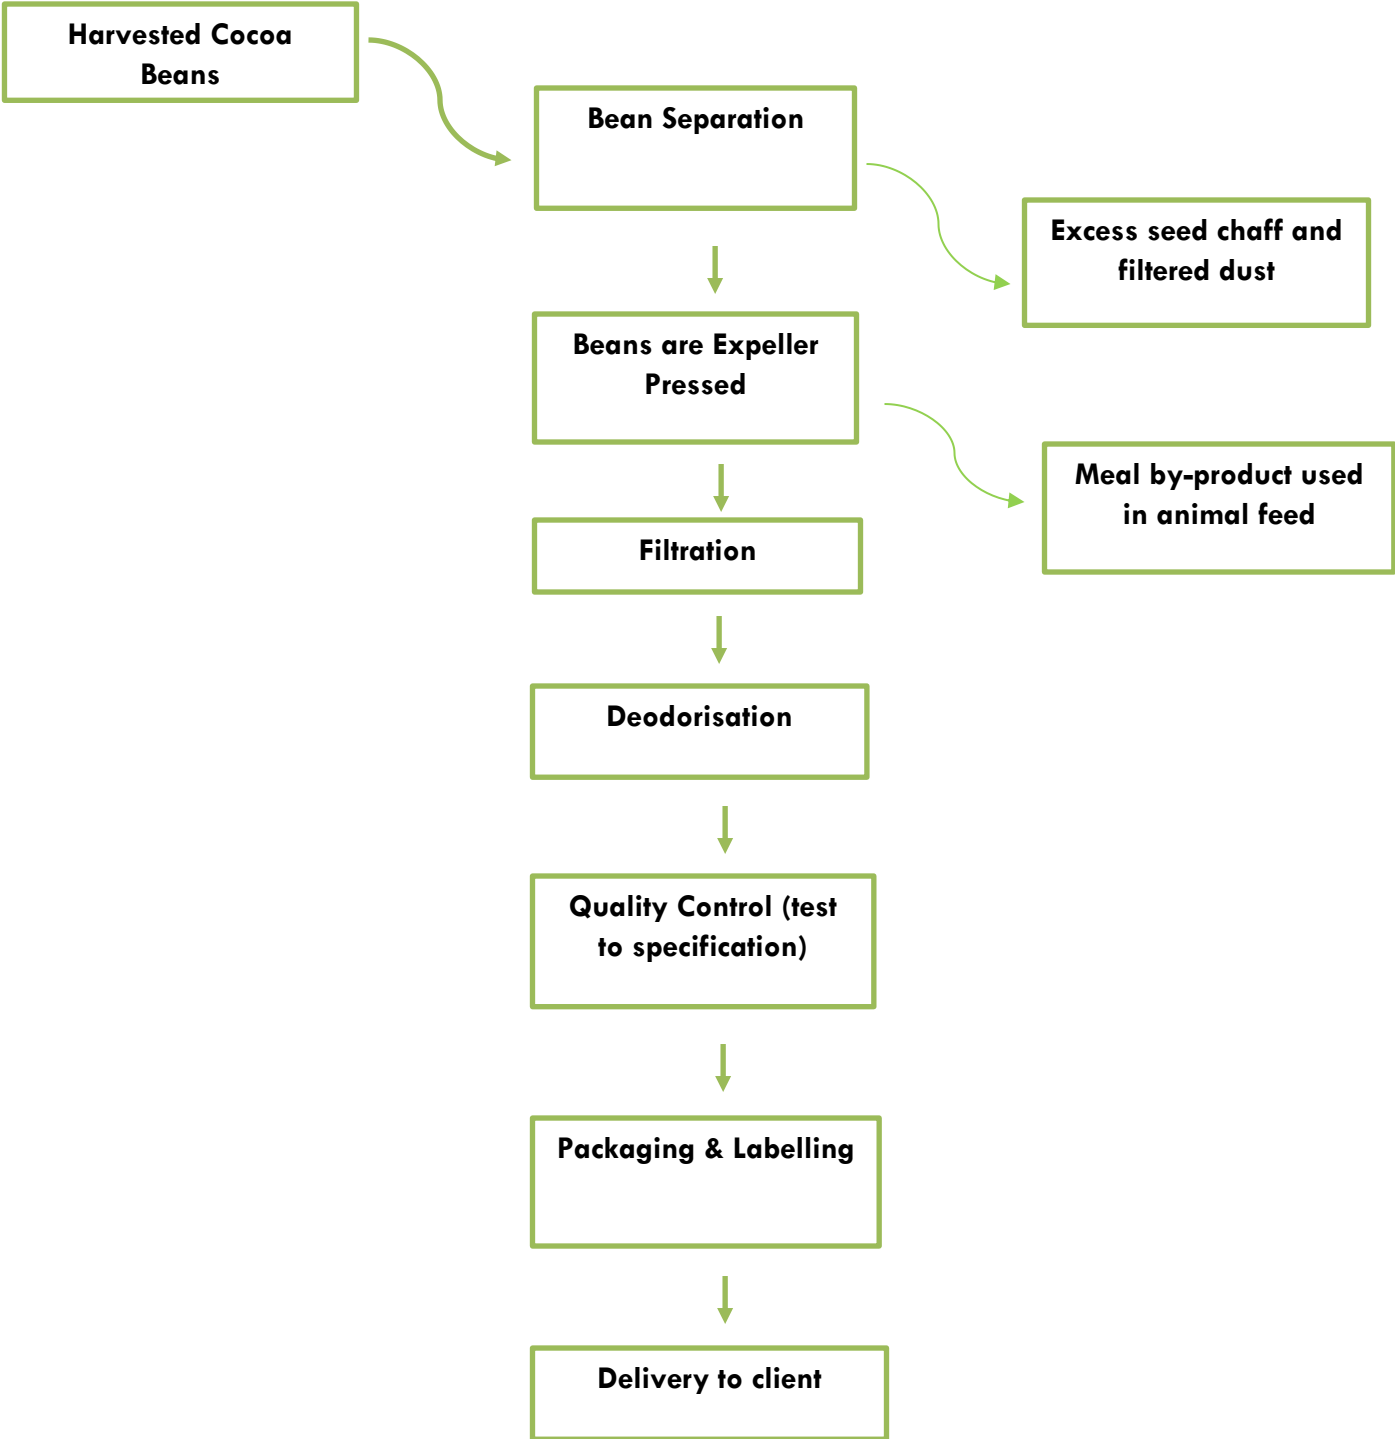 Harvested Cocoa
Beans
Bean Separation
Excess seed chaff and
filtered dust
Beans are Expeller
Pressed
Meal by-product used
in animal feed
Filtration
Deodorisation
Quality Control (test
to specification)
Packaging & Labelling
Delivery to client